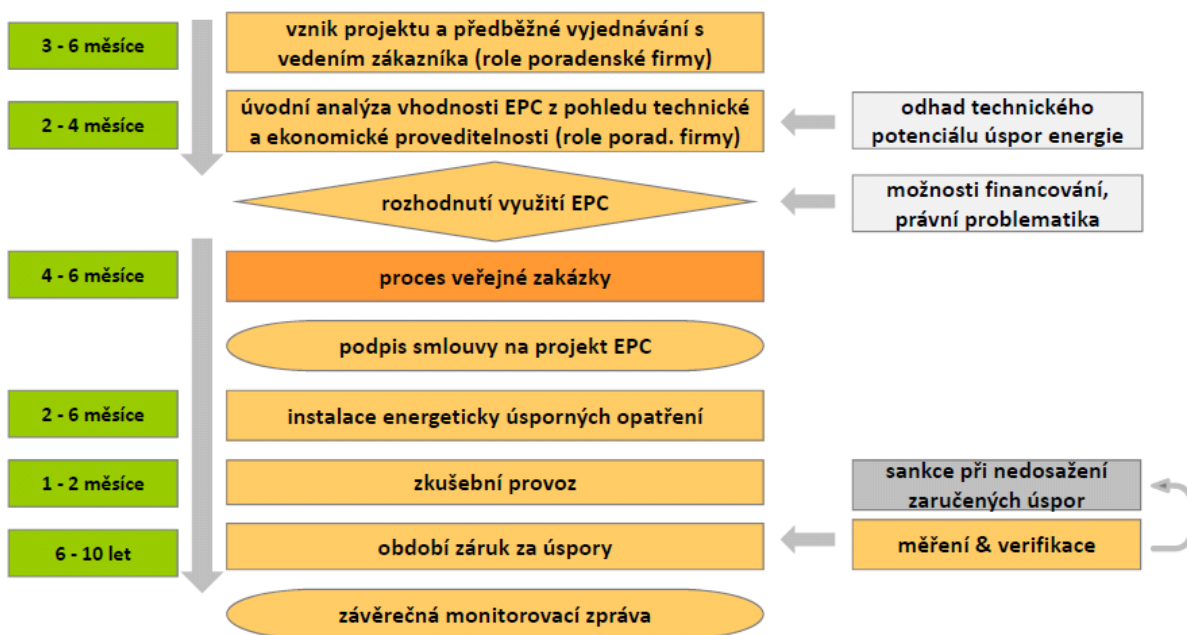 3 - 6 měsíce
vznik projektu a předběžné vyjednávání s
vedením zákazníka (role poradenské firmy)
2 - 4 měsíce
úvodní analýza vhodnosti EPC z pohledu technické
a ekonomické proveditelnosti (role porad. firmy)
odhad technického
potenciálu úspor energie
rozhodnutí využití EPC
možnosti financování,
právní problematika
4 - 6 měsíce
proces veřejné zakázky
podpis smlouvy na projekt EPC
2 - 6 měsíce
instalace energeticky úsporných opatření
1 - 2 měsíce
zkušební provoz
sankce při nedosažení
zaručených úspor
6 - 10 let
období záruk za úspory
měření & verifikace
závěrečná monitorovací zpráva